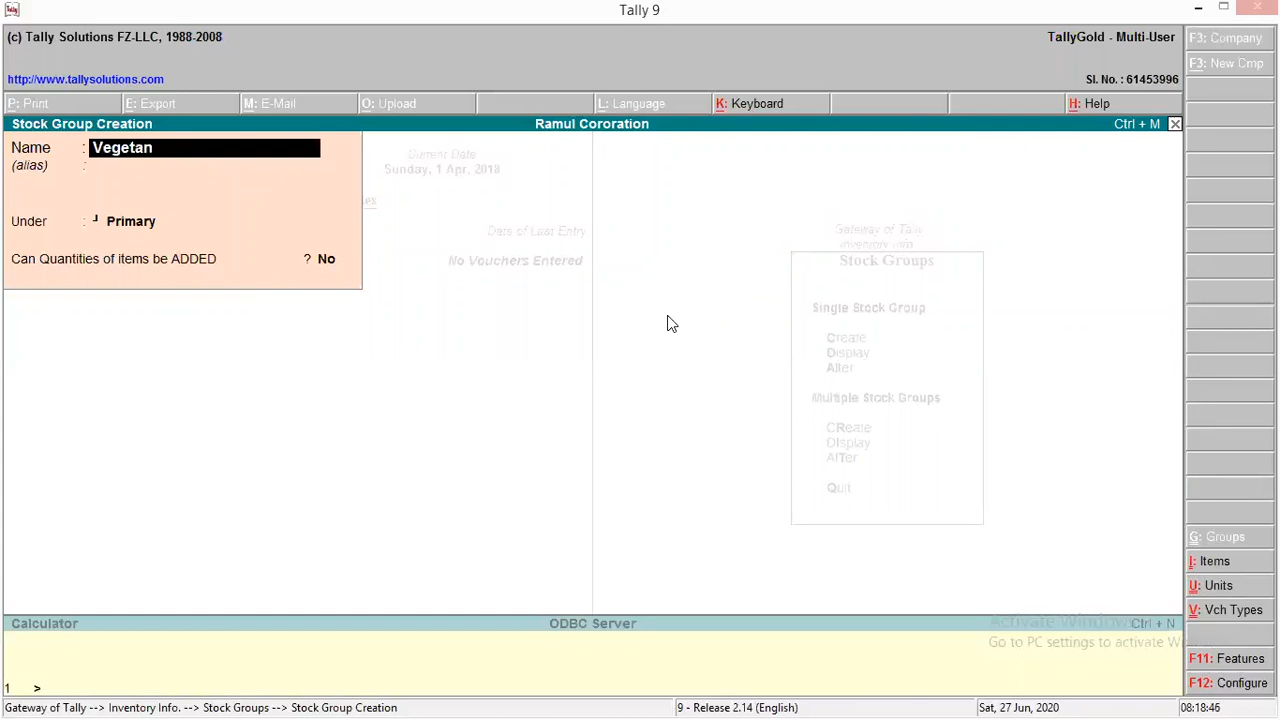 Tally 9
(c) Tally Solutions FZ-LLC, 1988-2008
TallyGold - Multi-User
F3: Company
http://www.tallysolutions.com
Sl. No. : 61453996
F3: New Cmp
P: Print
E: Export
M: E-Mail
O: Upload
L: Language
K: Keyboard
H: Help
Stock Group Creation
Ramul Cororation
Ctrl + M
Name : Vegetan
(alias) :
Current Date
Sunday, 1 Apr, 2018
es
Under : Primary
Date of Last Entry
Gateway of Tally
Inventory Info.
Can Quantities of items be ADDED ? No
No Vouchers Entered
Stock Groups
Single Stock Group
Create
Display
Alter
Multiple Stock Groups
CReate
DIsplay
AlTer
Quit
G: Groups
I: Items
U: Units
V: Vch Types
Calculator
ODBC Server
Ctrl + N
Activate Windows
Go to PC settings to activate W
F11: Features
F12: Configure
1 >
Gateway of Tally --> Inventory Info. --> Stock Groups --> Stock Group Creation
9 - Release 2.14 (English)
Sat, 27 Jun, 2020
08:18:46